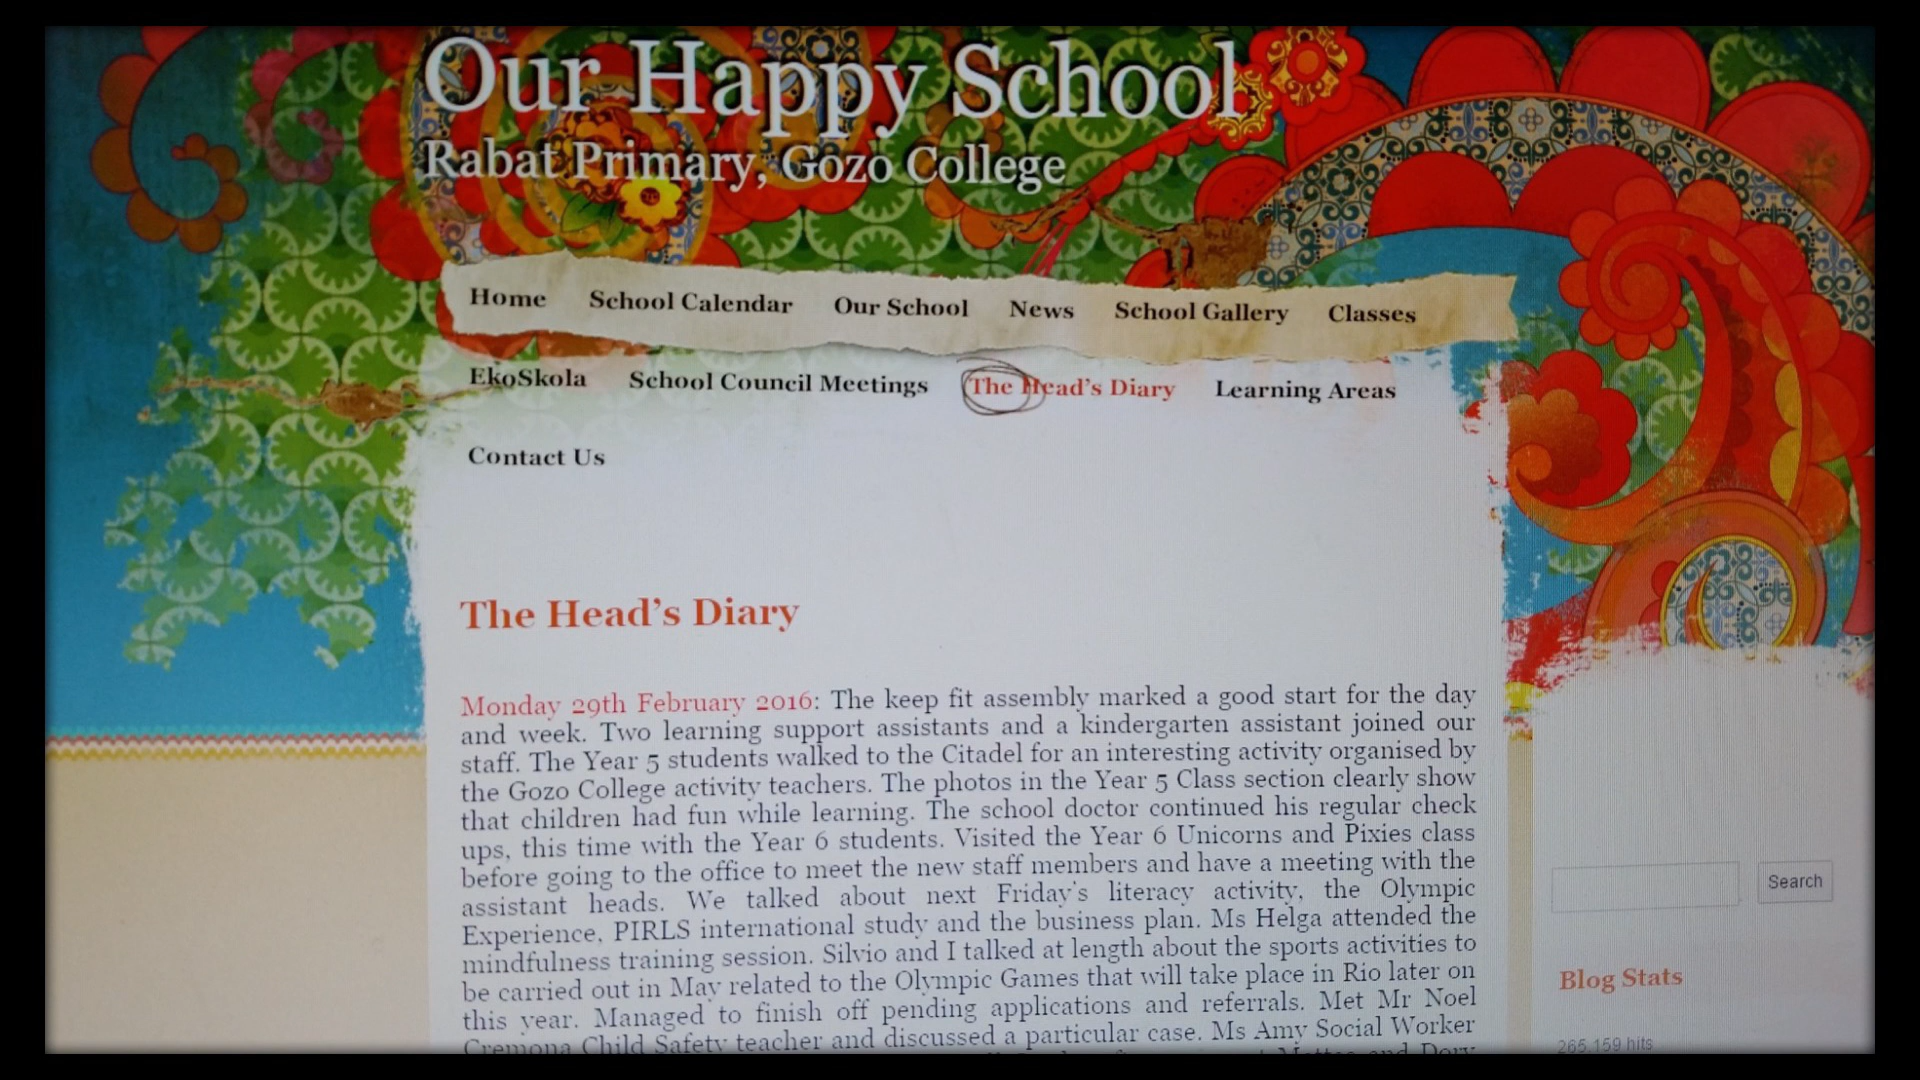 Our Happy School
Rabat Primary, Gozo College
Home School Calendar Our School News School Gallery Classes
EkoSkola School Council Meetings The Head's Diary Learning Areas
Contact Us
The Head's Diary
Monday 29th February 2016: The keep fit assembly marked a good start for the day
and week. Two learning support assistants and a kindergarten assistant joined our
staff. The Year 5 students walked to the Citadel for an interesting activity organised by
the Gozo College activity teachers. The photos in the Year 5 Class section clearly show
that children had fun while learning. The school doctor continued his regular check
ups, this time with the Year 6 students. Visited the Year 6 Unicorns and Pixies class
before going to the office to meet the new staff members and have a meeting with the
assistant heads. We talked about next Friday's literacy activity, the Olympic
Experience, PIRLS international study and the business plan. Ms Helga attended the
mindfulness training session. Silvio and I talked at length about the sports activities to
be carried out in May related to the Olympic Games that will take place in Rio later on
this year. Managed to finish off pending applications and referrals. Met Mr Noel
Cremona Child Safety teacher and discussed a particular case. Ms Amy Social Worker
and Dory
Search
Blog Stats
265,159 hits